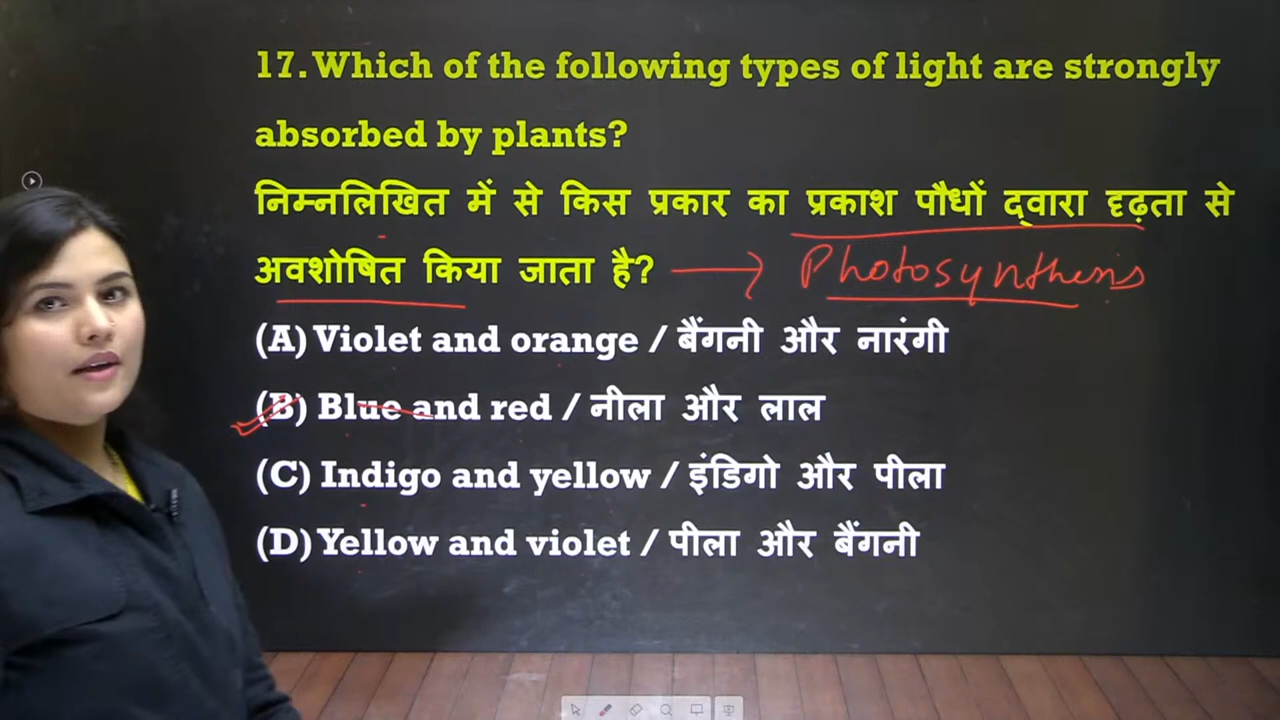 17. Which of the following types of light are strongly
absorbed by plants?
निम्नलिखित में से किस प्रकार का प्रकाश पौधों द्वारा दृढ़ता से
अवशोषित किया जाता है? → Photosynthesis
(A) Violet and orange / बैंगनी और नारंगी
(B) Blue and red / नीला और लाल
(C) Indigo and yellow / इंडिगो और पीला
(D) Yellow and violet / पीला और बैंगनी